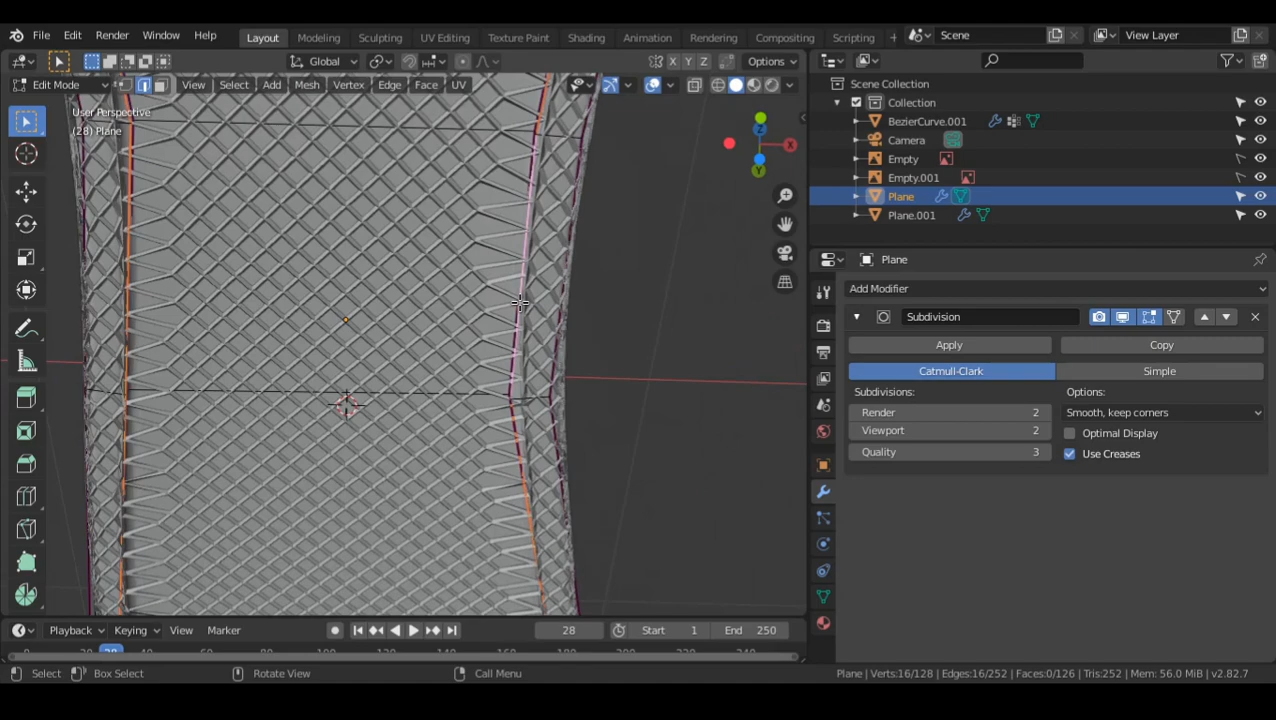 File Edit Render Window Help Layout Modeling Sculpting UV Editing Texture Paint Shading Animation Rendering Compositing Scripting + Scene View Layer
Global X Y Z Options
Edit Mode View Select Add Mesh Vertex Edge Face UV
User Perspective
(28) Plane
Z
X
Y
Scene Collection
Collection
BezierCurve.001
Camera
Empty
Empty.001
Plane
Plane.001
Plane
Add Modifier
Subdivision
Apply Copy
Catmull-Clark Simple
Subdivisions: Options:
Render 2 Smooth, keep corners
Viewport 2 Optimal Display
Quality 3 Use Creases
Playback Keying View Marker 28 Start 1 End 250
28
Select Box Select Rotate View Call Menu Plane | Verts:16/128 | Edges:16/252 | Faces:0/126 | Tris:252 | Mem: 56.0 MiB | v2.82.7